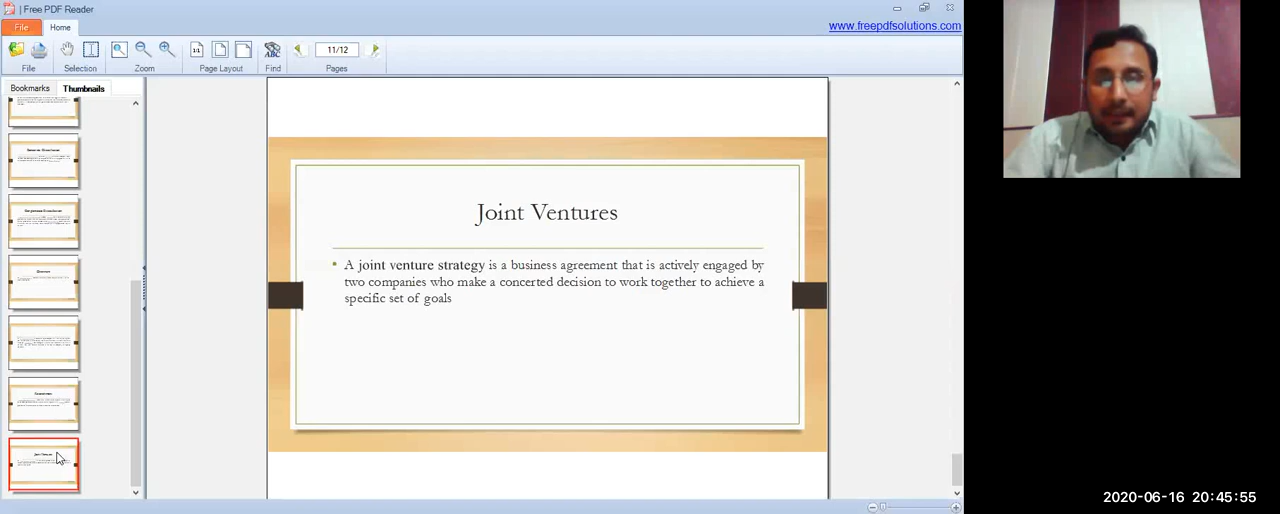 | Free PDF Reader
File Home
www.freepdfsolutions.com
11/12
File Selection Zoom Page Layout Find Pages
Bookmarks Thumbnails
Joint Ventures
• A joint venture strategy is a business agreement that is actively engaged by
two companies who make a concerted decision to work together to achieve a
specific set of goals
2020-06-16 20:45:55